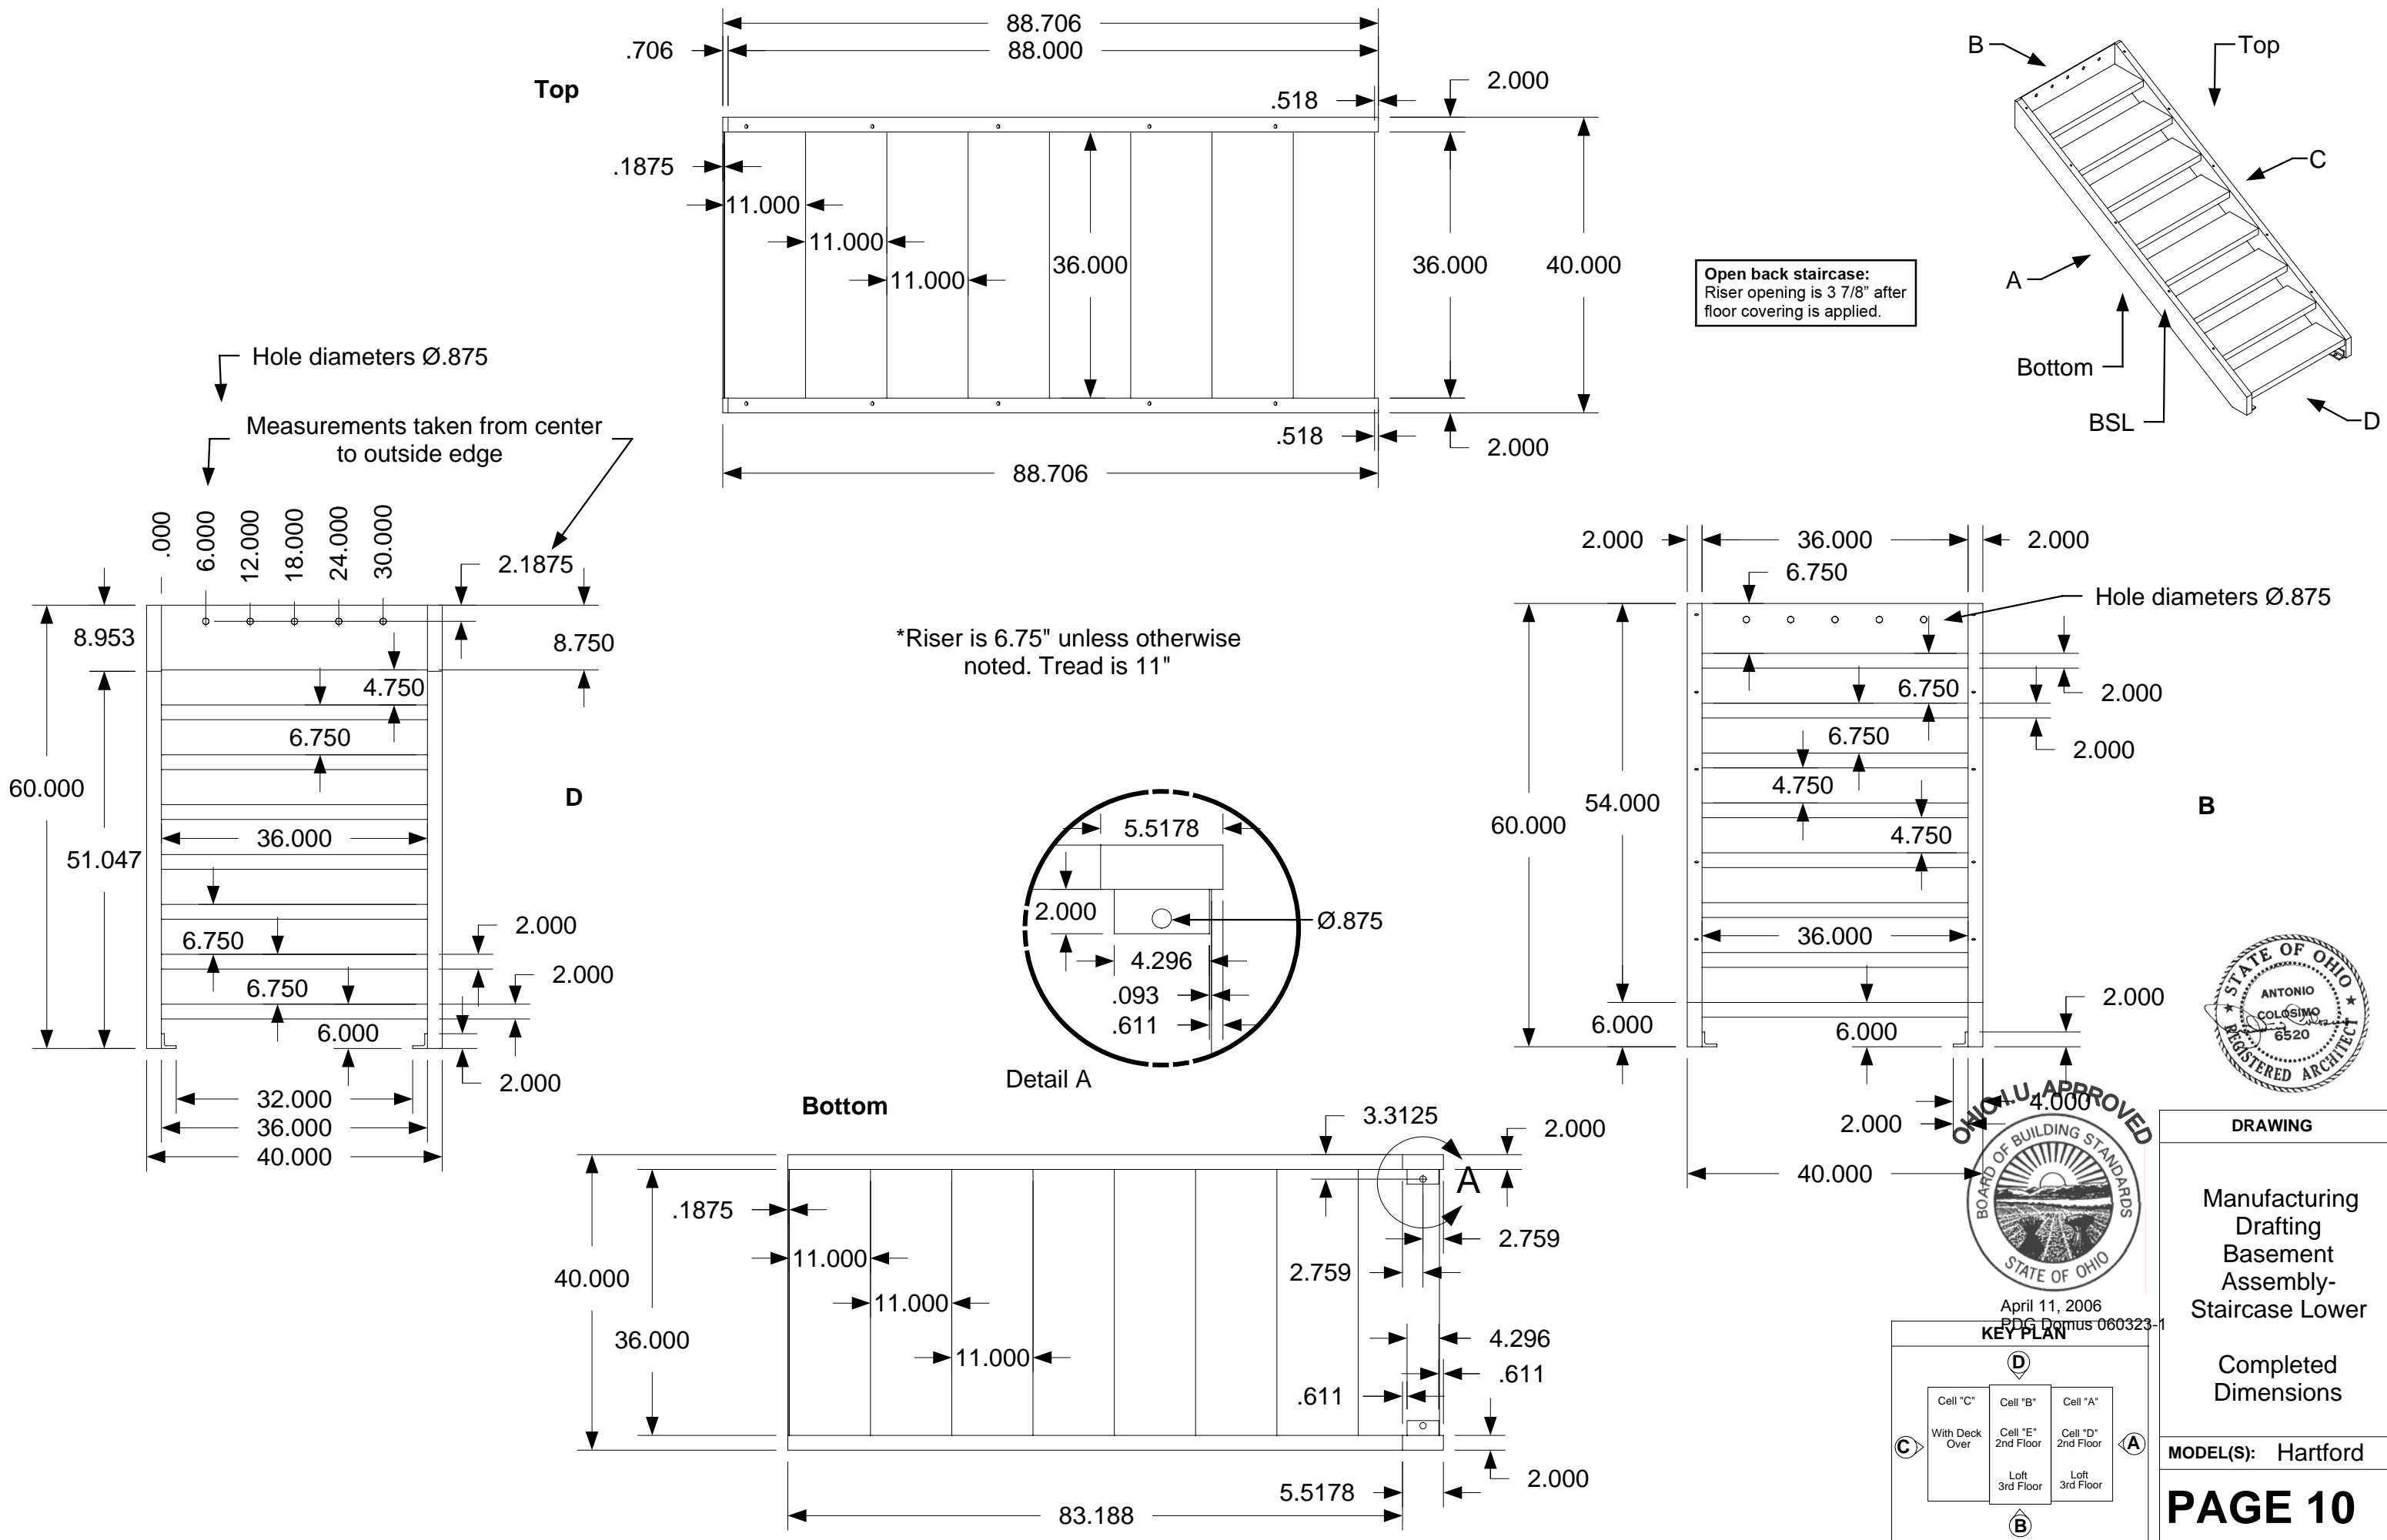 88.706
.706
88.000
Top
.518
2.000
.1875
11.000
11.000
11.000
36.000
36.000
40.000
.518
2.000
88.706
B
Top
C
A
Bottom
BSL
D
Open back staircase:
Riser opening is 3 7/8" after
floor covering is applied.
Hole diameters Ø.875
Measurements taken from center
to outside edge
.000
6.000
12.000
18.000
24.000
30.000
2.1875
8.953
8.750
4.750
6.750
60.000
D
36.000
51.047
2.000
6.750
2.000
6.750
6.000
2.000
32.000
36.000
40.000
*Riser is 6.75" unless otherwise
noted. Tread is 11"
5.5178
2.000
Ø.875
4.296
.093
.611
Detail A
2.000
36.000
2.000
6.750
Hole diameters Ø.875
6.750
2.000
6.750
2.000
4.750
54.000
60.000
B
4.750
36.000
2.000
6.000
6.000
4.000
2.000
40.000
Bottom
3.3125
2.000
A
.1875
2.759
11.000
2.759
40.000
11.000
36.000
11.000
4.296
.611
.611
2.000
5.5178
83.188
STATE OF OHIO
ANTONIO
COLOSIMO
6520
REGISTERED ARCHITECT
OHIO I.U. APPROVED
BOARD OF BUILDING STANDARDS
STATE OF OHIO
April 11, 2006
PDG Domus 060323-1
KEY PLAN
D
Cell "C"
Cell "B"
Cell "A"
With Deck
Over
Cell "E"
2nd Floor
Cell "D"
2nd Floor
C
A
Loft
3rd Floor
Loft
3rd Floor
B
DRAWING
Manufacturing
Drafting
Basement
Assembly-
Staircase Lower
Completed
Dimensions
MODEL(S): Hartford
PAGE 10